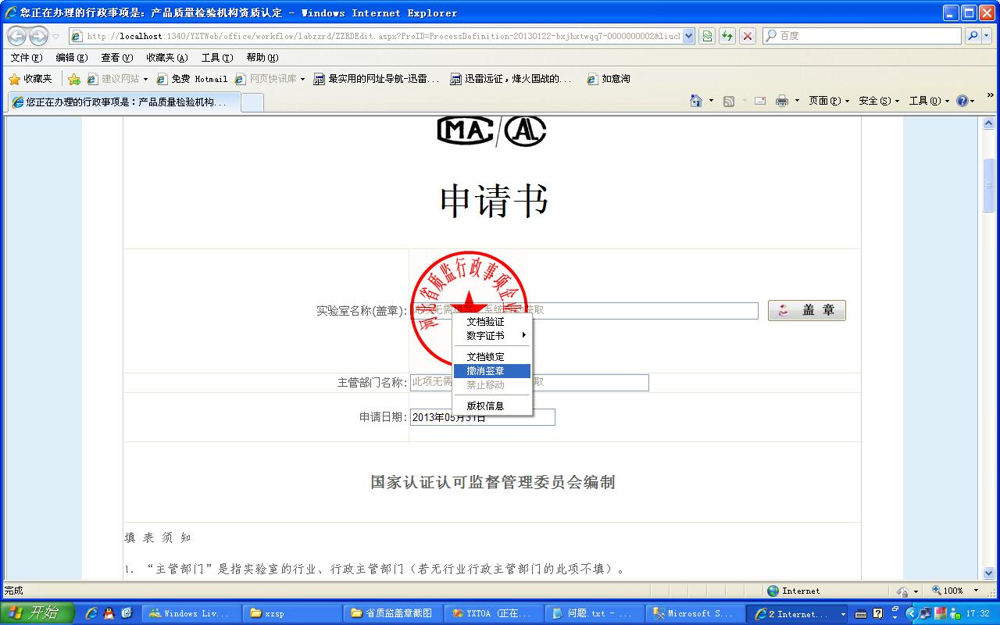 您正在办理的行政事项是：产品质量检验机构资质认定 - Windows Internet Explorer
http://localhost:1340/YXTWeb/office/workflow/labzzrd/ZZRDEdit.aspx?ProID=ProcessDefinition-20130122-bxjhxtwqq7-0000000002&liucl
百度
文件(F) 编辑(E) 查看(V) 收藏夹(A) 工具(T) 帮助(H)
收藏夹 建议网站 免费 Hotmail 网页快讯库 最实用的网址导航-迅雷... 迅雷远征，烽火国战的... 如意淘
您正在办理的行政事项是：产品质量检验机构... 页面(P) 安全(S) 工具(O) »
MA/AL
申请书
河北省质监行政事项企业
实验室名称(盖章): 此项无需 系统自动获取 盖 章
文档验证
数字证书
文档锁定
撤消签章
禁止移动
版权信息
主管部门名称: 此项无需 取
申请日期: 2013年05月31日
国家认证认可监督管理委员会编制
填 表 须 知
1. “主管部门”是指实验室的行业、行政主管部门（若无行业行政主管部门的此项不填）。
完成 Internet 100%
开始 Windows Liv... xzsp 省质监盖章截图 YXTOA (正在... 问题.txt - ... Microsoft S... 2 Internet... 17:32